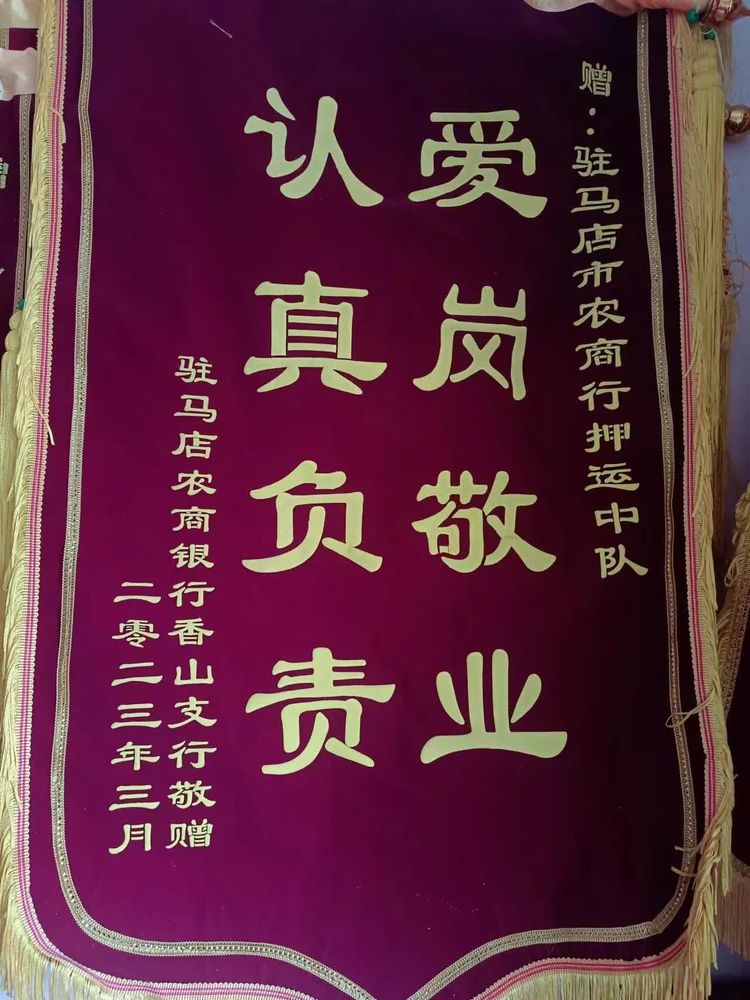 赠：驻马店市农商行押运中队
爱岗敬业
认真负责
驻马店农商银行香山支行敬赠
二零二三年三月